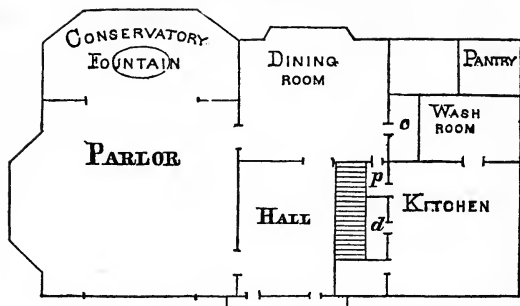 CONSERVATORY
FOUNTAIN
DINING
ROOM
PANTRY
WASH
ROOM
c
PARLOR
p
HALL
d
KITCHEN